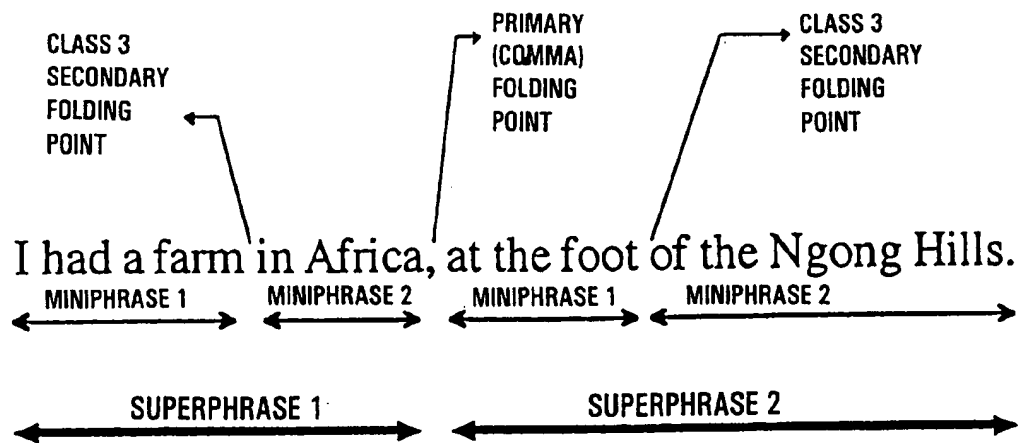 CLASS 3
SECONDARY
FOLDING
POINT
PRIMARY
(COMMA)
FOLDING
POINT
CLASS 3
SECONDARY
FOLDING
POINT
I had a farm in Africa, at the foot of the Ngong Hills.
MINIPHRASE 1 MINIPHRASE 2 MINIPHRASE 1 MINIPHRASE 2
SUPERPHRASE 1 SUPERPHRASE 2